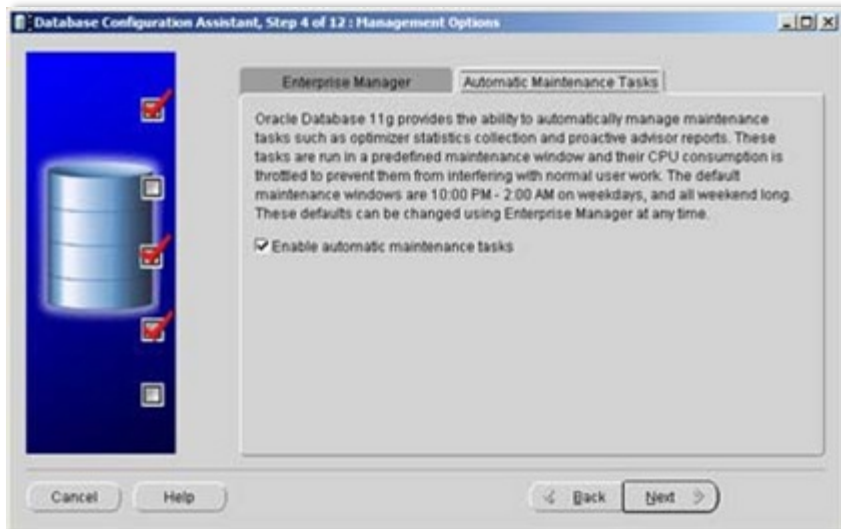 Database Configuration Assistant, Step 4 of 12 : Management Options
Enterprise Manager
Automatic Maintenance Tasks
Oracle Database 11g provides the ability to automatically manage maintenance
tasks such as optimizer statistics collection and proactive advisor reports. These
tasks are run in a predefined maintenance window and their CPU consumption is
throttled to prevent them from interfering with normal user work. The default
maintenance windows are 10:00 PM - 2:00 AM on weekdays, and all weekend long.
These defaults can be changed using Enterprise Manager at any time.
Enable automatic maintenance tasks
Cancel
Help
Back
Next